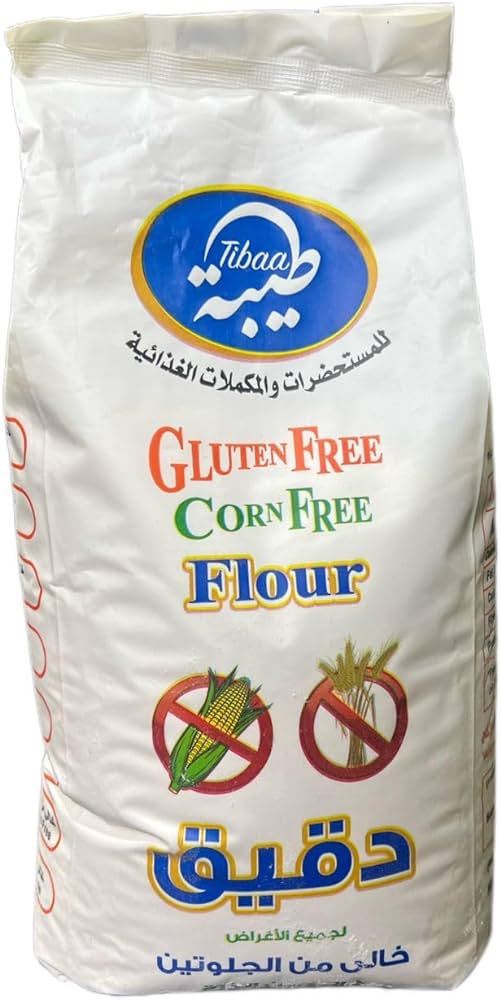 Tibaa
طيبة
للمستحضرات والمكملات الغذائية
GLUTEN FREE
CORN FREE
Flour
دقيق
لجميع الأغراض
خالى من الجلوتين